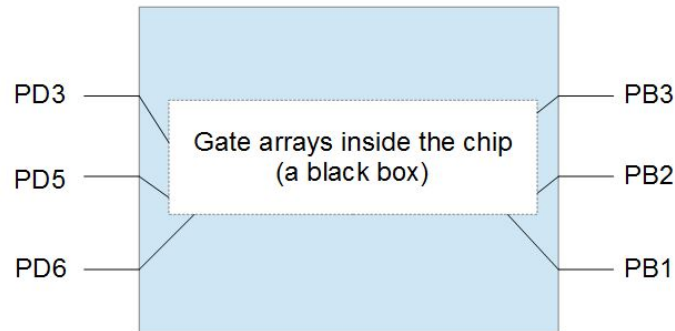 PD3
PB3
Gate arrays inside the chip
(a black box)
PD5
PB2
PD6
PB1